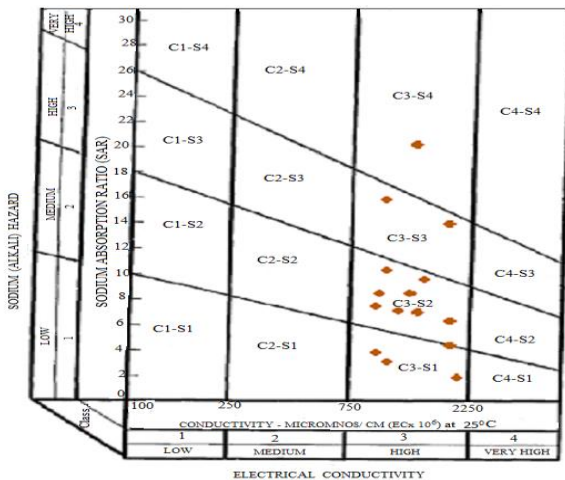 VERY HIGH
4
HIGH
3
MEDIUM
2
LOW
1
SODIUM (ALKALI) HAZARD
SODIUM ABSORPTION RATIO (SAR)
30
28
26
24
22
20
18
16
14
12
10
8
6
4
2
0
C1-S4
C2-S4
C3-S4
C4-S4
C1-S3
C2-S3
C3-S3
C4-S3
C1-S2
C2-S2
C3-S2
C4-S2
C1-S1
C2-S1
C3-S1
C4-S1
100 250 750 2250
Class
CONDUCTIVITY - MICROMNOS/ CM (ECx 10⁶) at 25°C
1 2 3 4
LOW MEDIUM HIGH VERY HIGH
ELECTRICAL CONDUCTIVITY